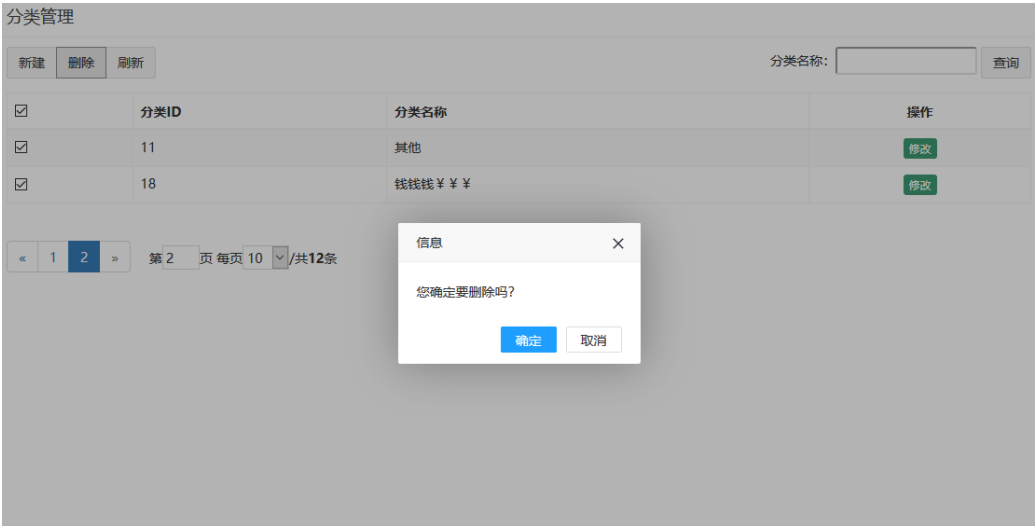 分类管理
新建 删除 刷新 分类名称: 查询
分类ID 分类名称 操作
11 其他 修改
18 钱钱钱￥￥￥ 修改
« 1 2 » 第 2 页 每页 10 /共12条
信息
您确定要删除吗?
确定 取消